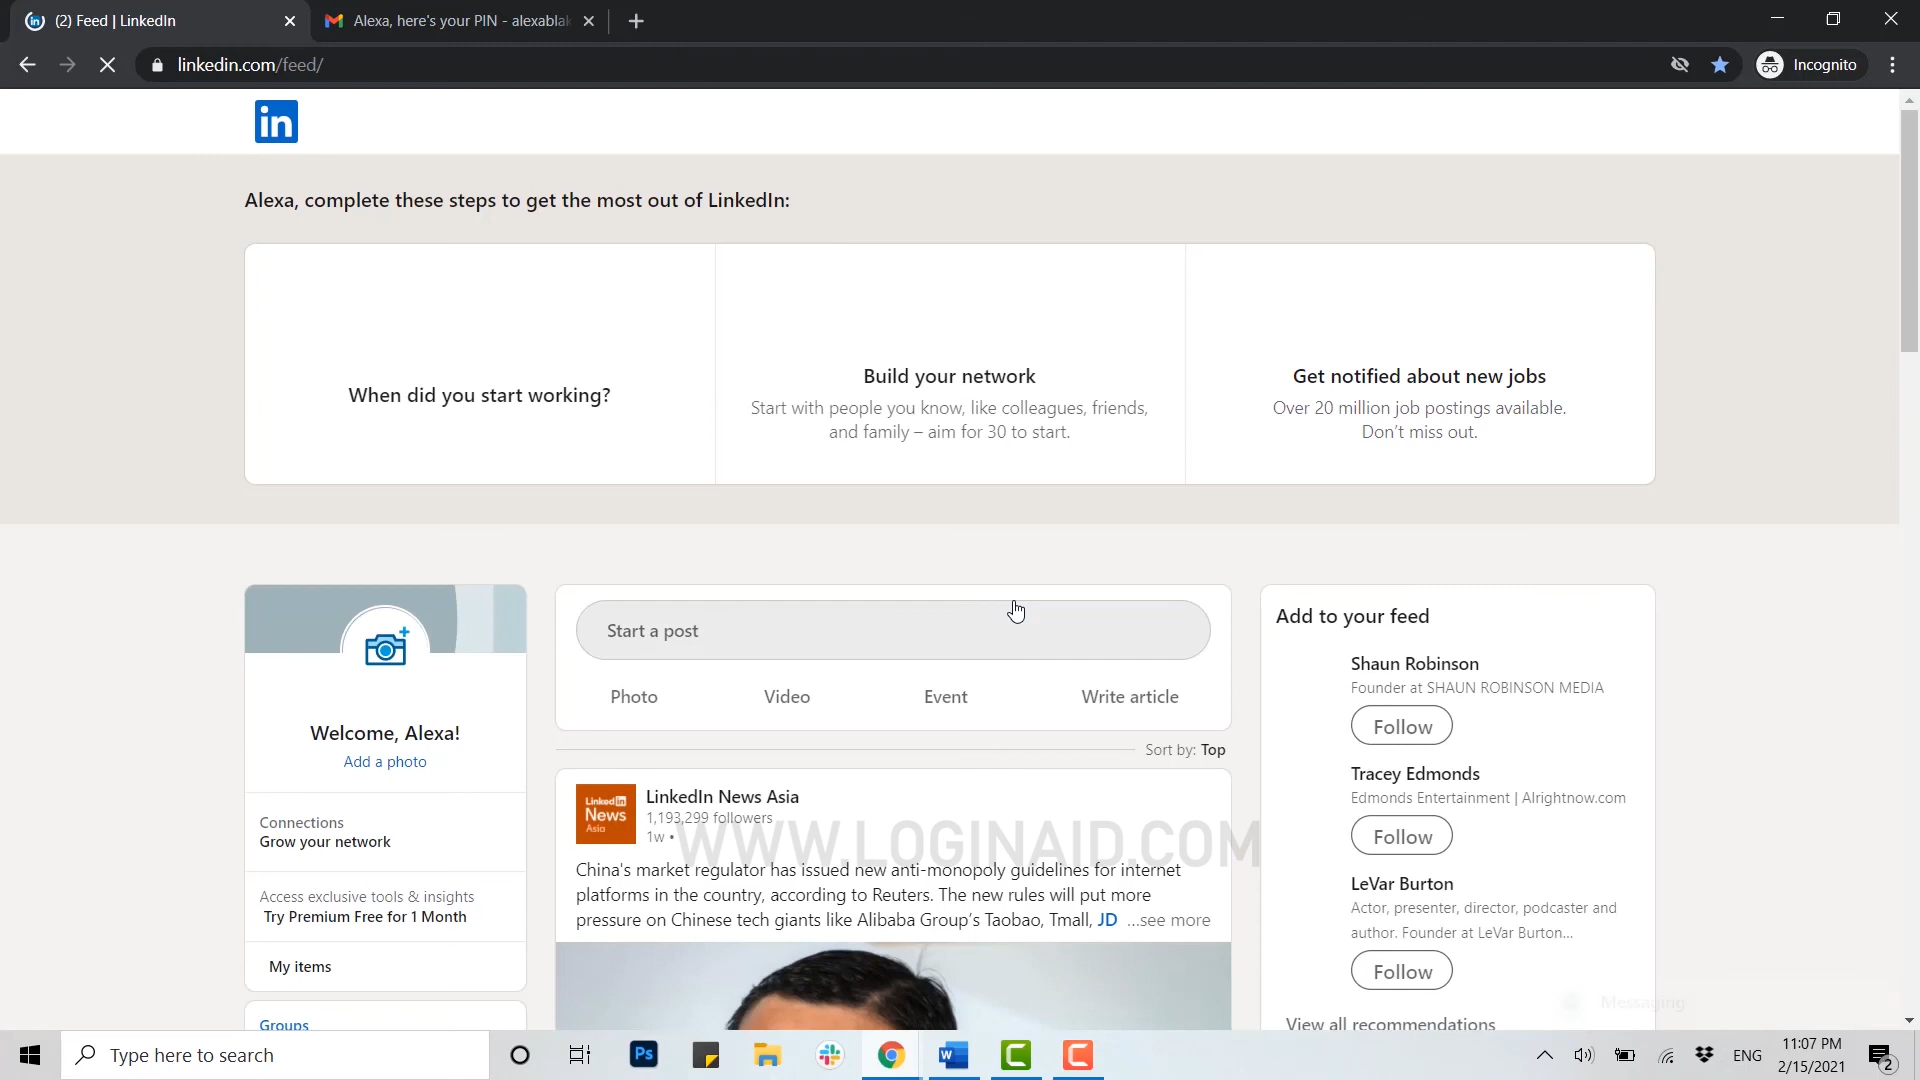 (2) Feed | LinkedIn
Alexa, here's your PIN - alexablak
linkedin.com/feed/
Incognito
in
Alexa, complete these steps to get the most out of LinkedIn:
When did you start working?
Build your network
Start with people you know, like colleagues, friends,
and family – aim for 30 to start.
Get notified about new jobs
Over 20 million job postings available.
Don't miss out.
Welcome, Alexa!
Add a photo
Connections
Grow your network
Access exclusive tools & insights
Try Premium Free for 1 Month
My items
Groups
Start a post
Photo
Video
Event
Write article
Sort by: Top
LinkedIn
News
Asia
LinkedIn News Asia
1,193,299 followers
1w •
WWW.LOGINAID.COM
China's market regulator has issued new anti-monopoly guidelines for internet
platforms in the country, according to Reuters. The new rules will put more
pressure on Chinese tech giants like Alibaba Group's Taobao, Tmall, JD ...see more
Add to your feed
Shaun Robinson
Founder at SHAUN ROBINSON MEDIA
Follow
Tracey Edmonds
Edmonds Entertainment | Alrightnow.com
Follow
LeVar Burton
Actor, presenter, director, podcaster and
author. Founder at LeVar Burton...
Follow
Messaging
View all recommendations
Type here to search
Ps
W
C
C
ENG
11:07 PM
2/15/2021
2